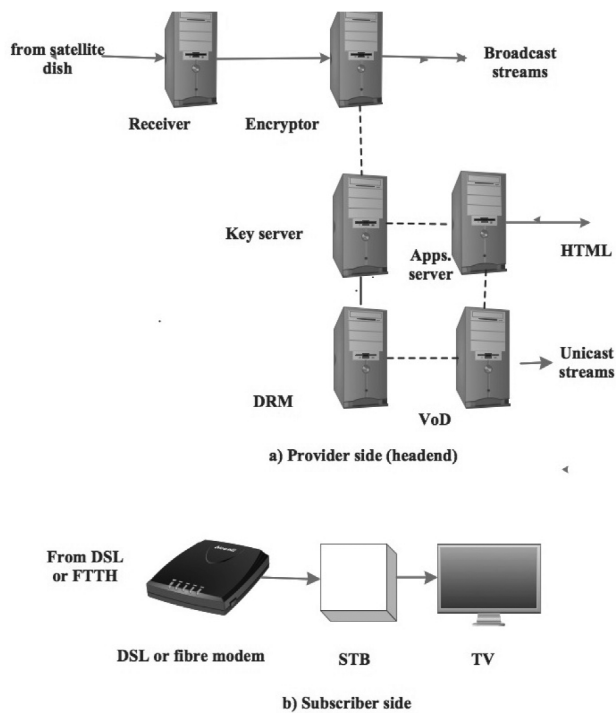 from satellite
dish
Broadcast
streams
Receiver
Encryptor
Key server
Apps.
server
HTML
DRM
VoD
Unicast
streams
a) Provider side (headend)
From DSL
or FTTH
DSL or fibre modem
STB
TV
b) Subscriber side